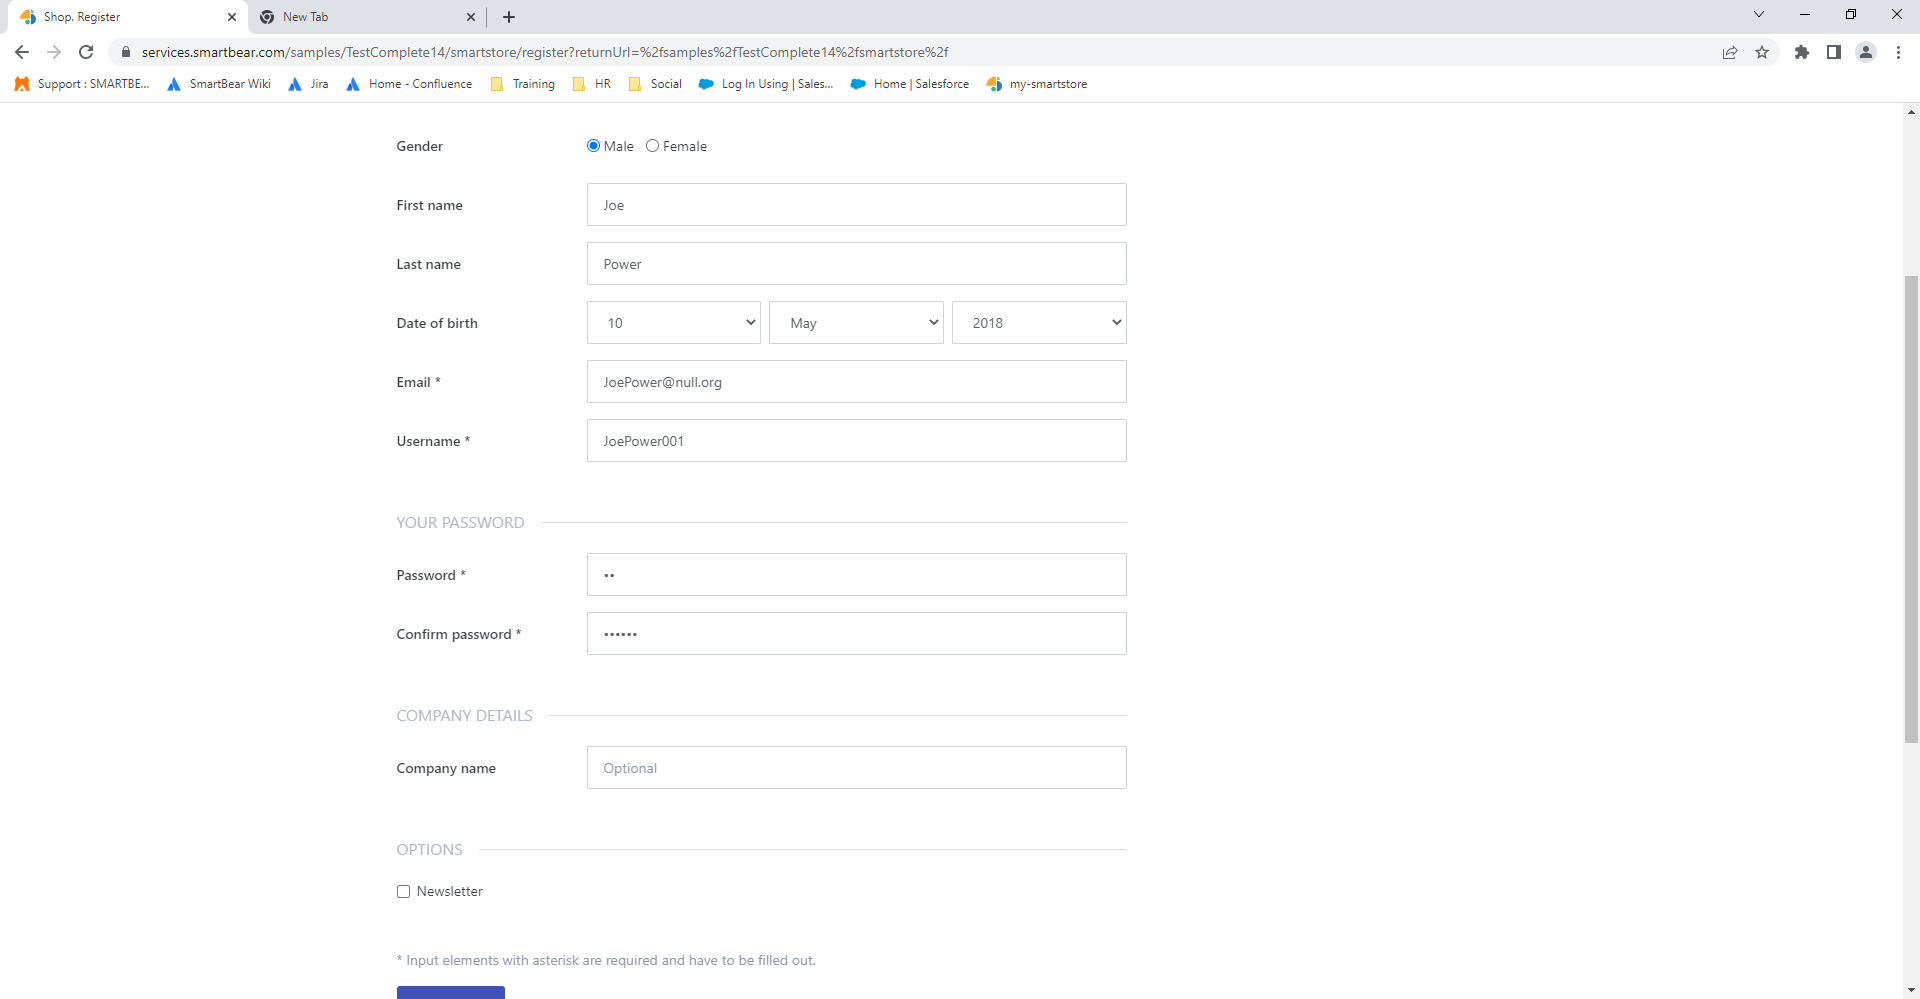 Shop. Register
New Tab
services.smartbear.com/samples/TestComplete14/smartstore/register?returnUrl=%2fsamples%2fTestComplete14%2fsmartstore%2f
Support : SMARTBE... SmartBear Wiki Jira Home - Confluence Training HR Social Log In Using | Sales... Home | Salesforce my-smartstore
Gender Male Female
First name Joe
Last name Power
Date of birth 10 May 2018
Email * JoePower@null.org
Username * JoePower001
YOUR PASSWORD
Password * ••
Confirm password * ••••••
COMPANY DETAILS
Company name Optional
OPTIONS
Newsletter
* Input elements with asterisk are required and have to be filled out.